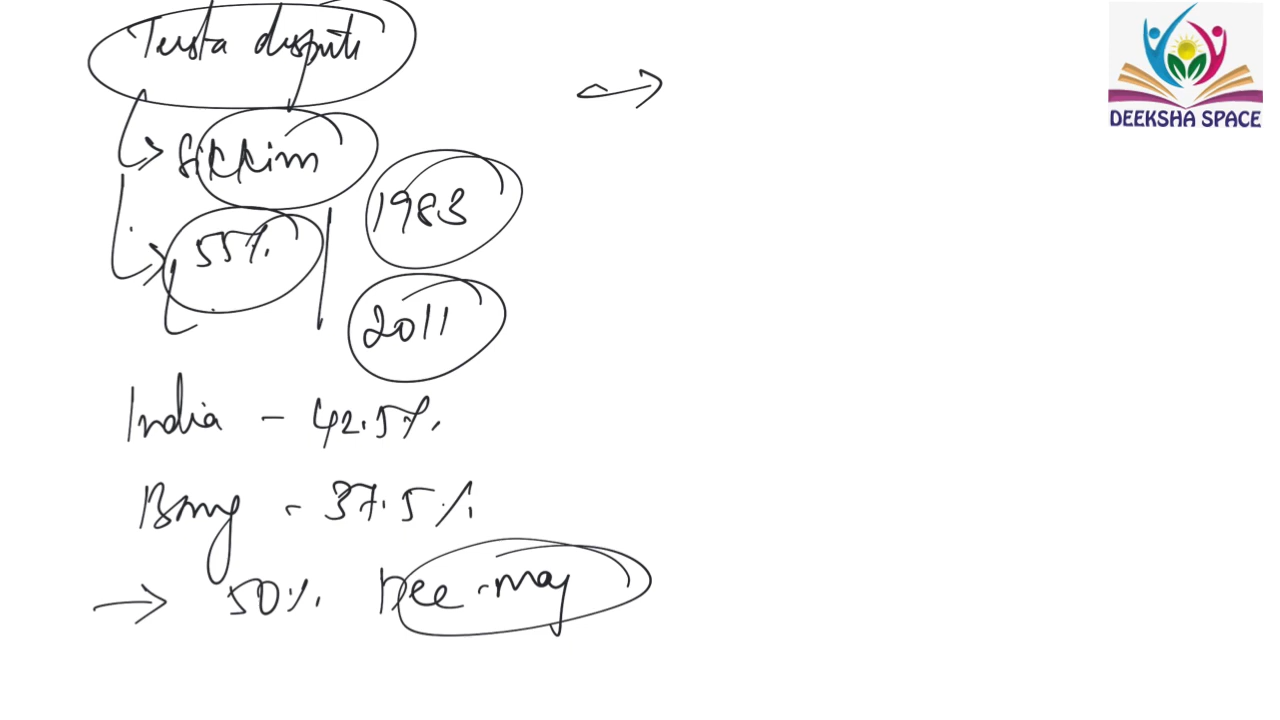 Teesta dispute
→ Sikkim
→ 55% | 1983
2011
India - 42.5%.
Bang - 37.5%.
→ 50%. Dec-may
DEEKSHA SPACE